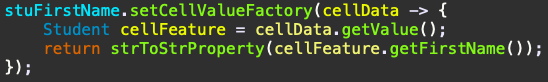 stuFirstName.setCellValueFactory(cellData -> {
    Student cellFeature = cellData.getValue();
    return strToStrProperty(cellFeature.getFirstName());
});